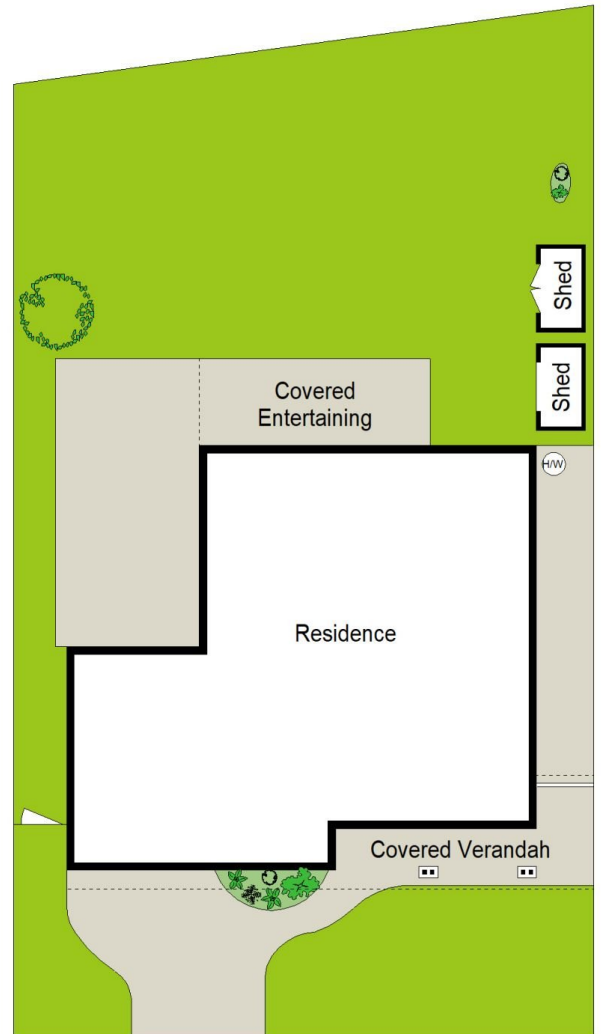 Shed
Shed
Covered
Entertaining
H/W
Residence
Covered Verandah